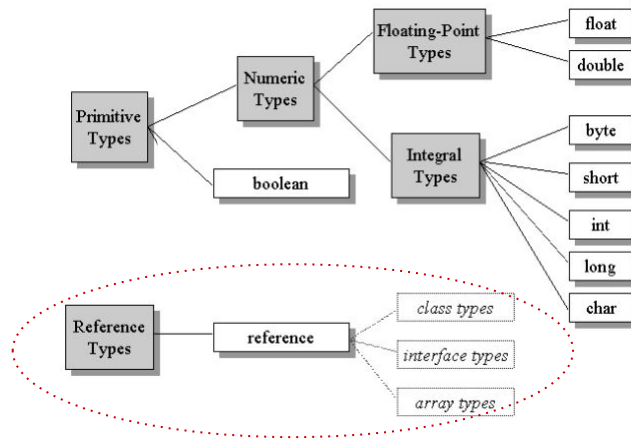 Floating-Point
Types
float
double
Numeric
Types
Primitive
Types
boolean
Integral
Types
byte
short
int
long
char
Reference
Types
reference
class types
interface types
array types